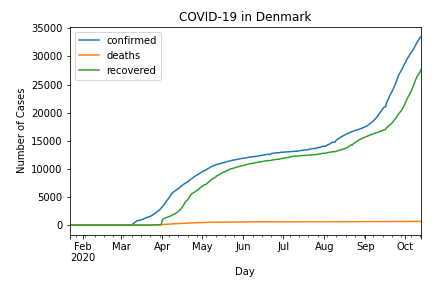 COVID-19 in Denmark
confirmed
deaths
recovered
Number of Cases
35000
30000
25000
20000
15000
10000
5000
0
Feb Mar Apr May Jun Jul Aug Sep Oct
2020
Day